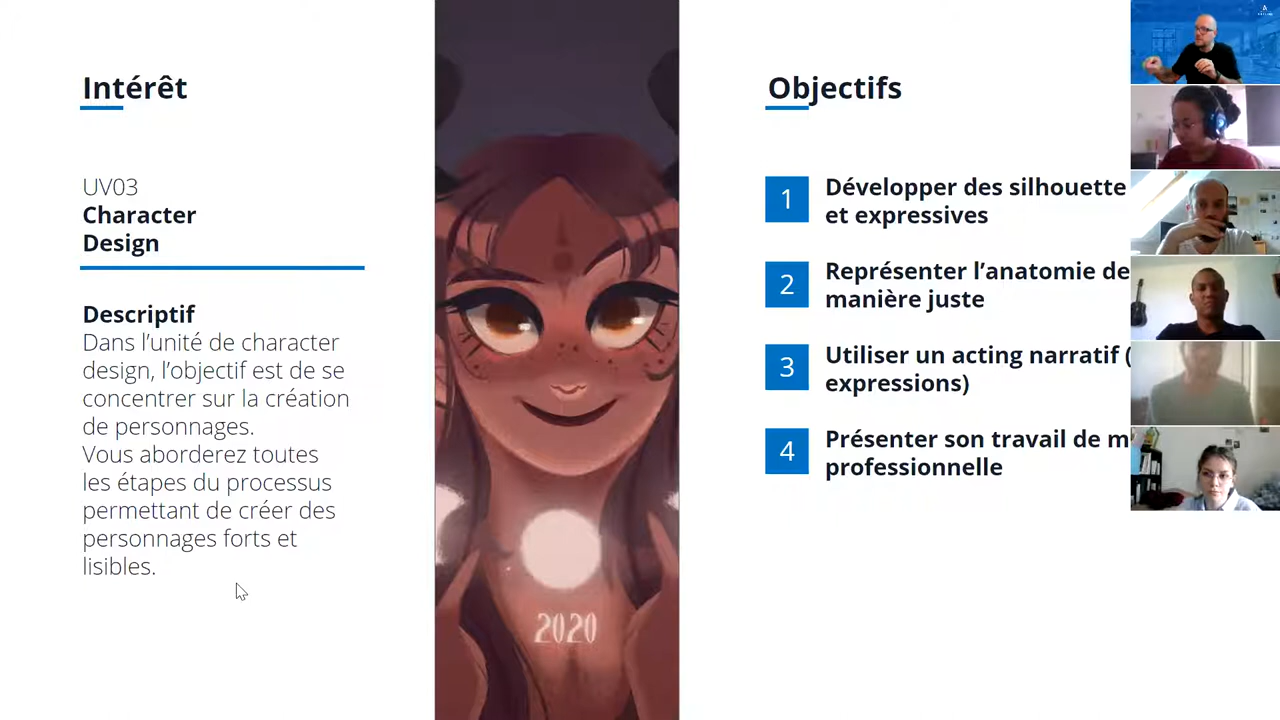 Intérêt
UV03
Character
Design
Descriptif
Dans l’unité de character
design, l’objectif est de se
concentrer sur la création
de personnages.
Vous aborderez toutes
les étapes du processus
permettant de créer des
personnages forts et
lisibles.
2020
Objectifs
1
Développer des silhouette
et expressives
2
Représenter l’anatomie de
manière juste
3
Utiliser un acting narratif (
expressions)
4
Présenter son travail de m
professionnelle